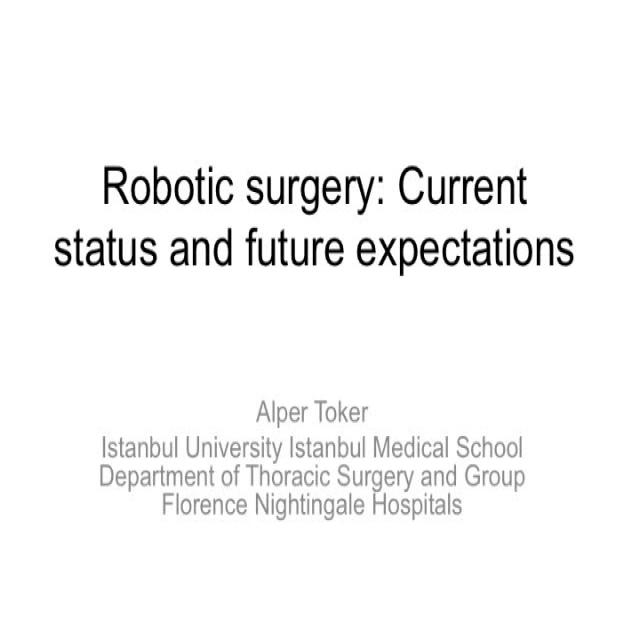 Robotic surgery: Current
status and future expectations
Alper Toker
Istanbul University Istanbul Medical School
Department of Thoracic Surgery and Group
Florence Nightingale Hospitals